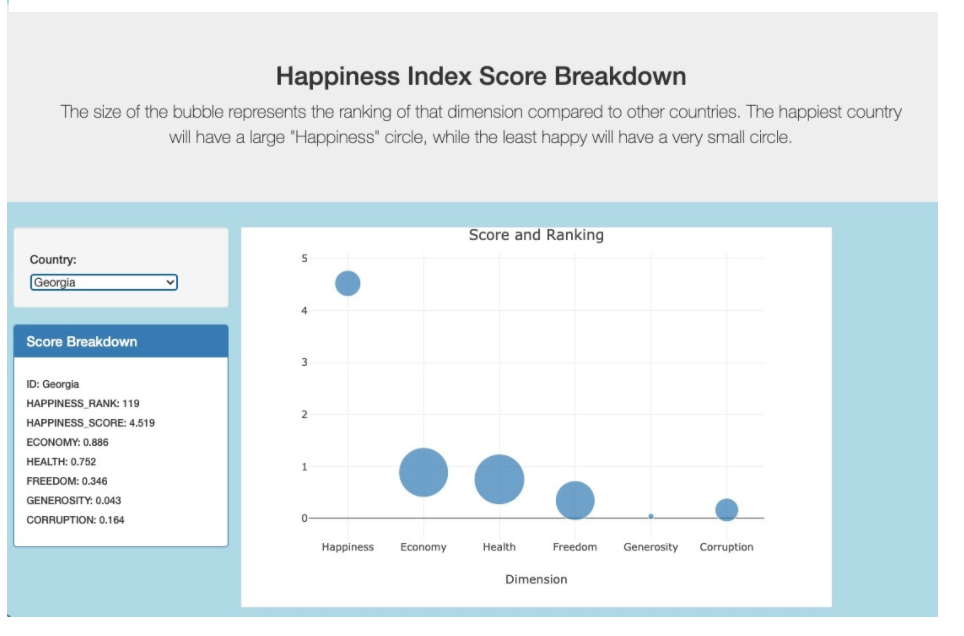 Happiness Index Score Breakdown
The size of the bubble represents the ranking of that dimension compared to other countries. The happiest country
will have a large "Happiness" circle, while the least happy will have a very small circle.
Country:
Georgia
Score Breakdown
ID: Georgia
HAPPINESS_RANK: 119
HAPPINESS_SCORE: 4.519
ECONOMY: 0.886
HEALTH: 0.752
FREEDOM: 0.346
GENEROSITY: 0.043
CORRUPTION: 0.164
Score and Ranking
5
4
3
2
1
0
Happiness Economy Health Freedom Generosity Corruption
Dimension